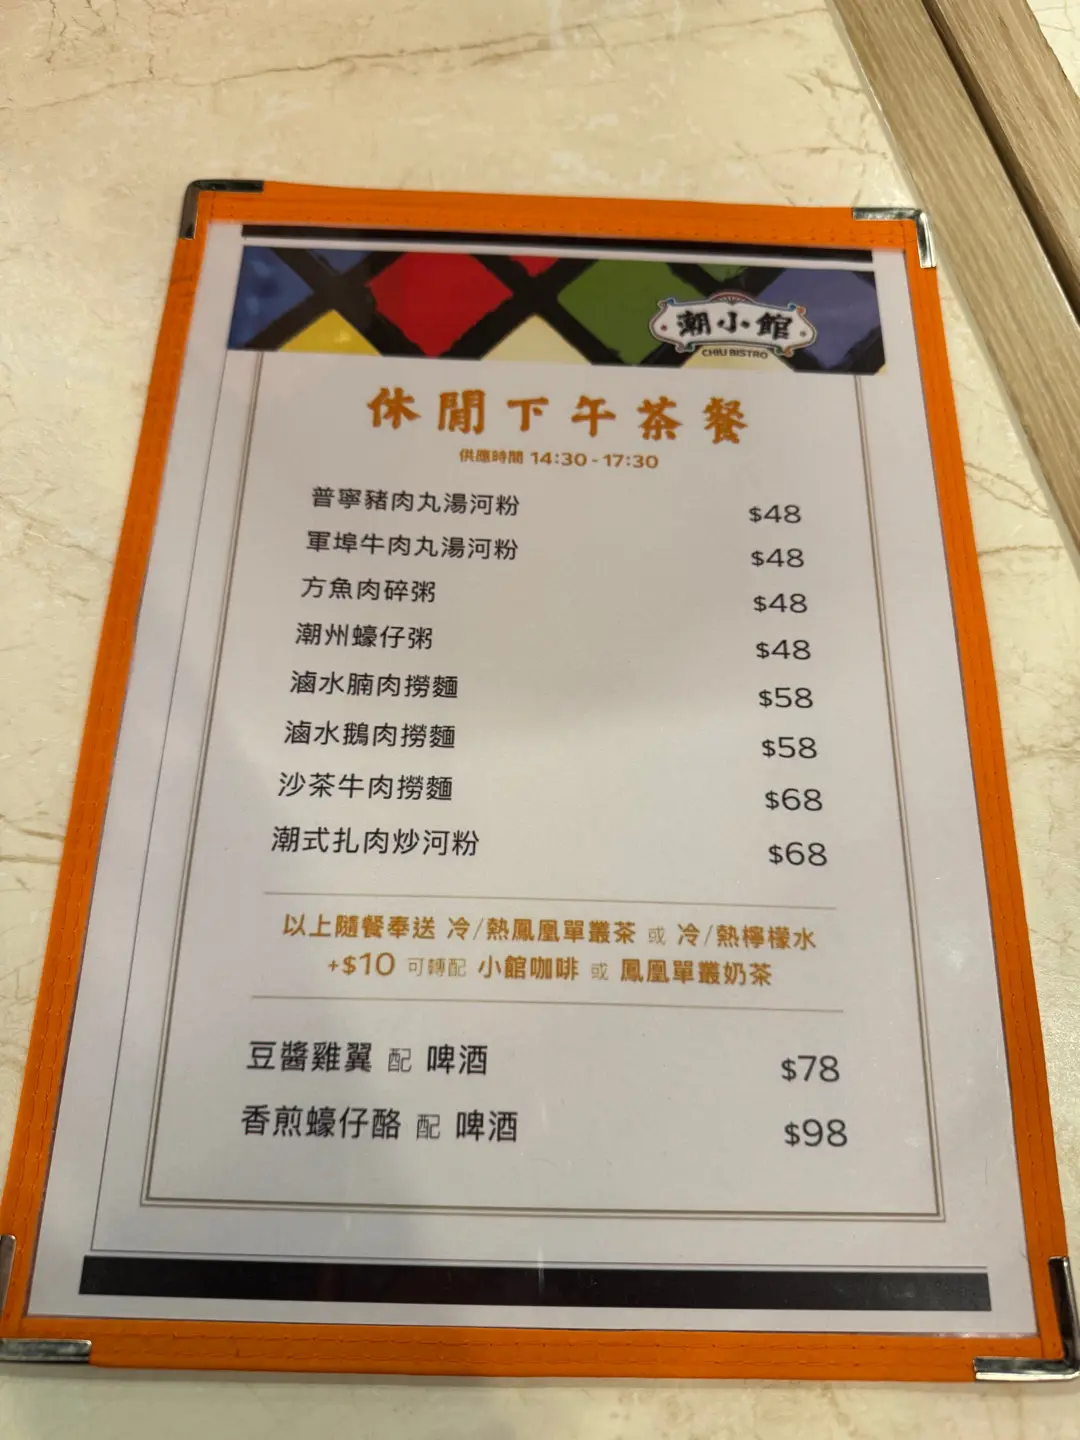 潮小館
CHIU BISTRO
休閒下午茶餐
供應時間 14:30 - 17:30
普寧豬肉丸湯河粉 $48
軍埠牛肉丸湯河粉 $48
方魚肉碎粥 $48
潮州蠔仔粥 $48
滷水腩肉撈麵 $58
滷水鵝肉撈麵 $58
沙茶牛肉撈麵 $68
潮式扎肉炒河粉 $68
以上隨餐奉送 冷/熱鳳凰單叢茶 或 冷/熱檸檬水
+$10 可轉配 小館咖啡 或 鳳凰單叢奶茶
豆醬雞翼 配 啤酒 $78
香煎蠔仔酪 配 啤酒 $98